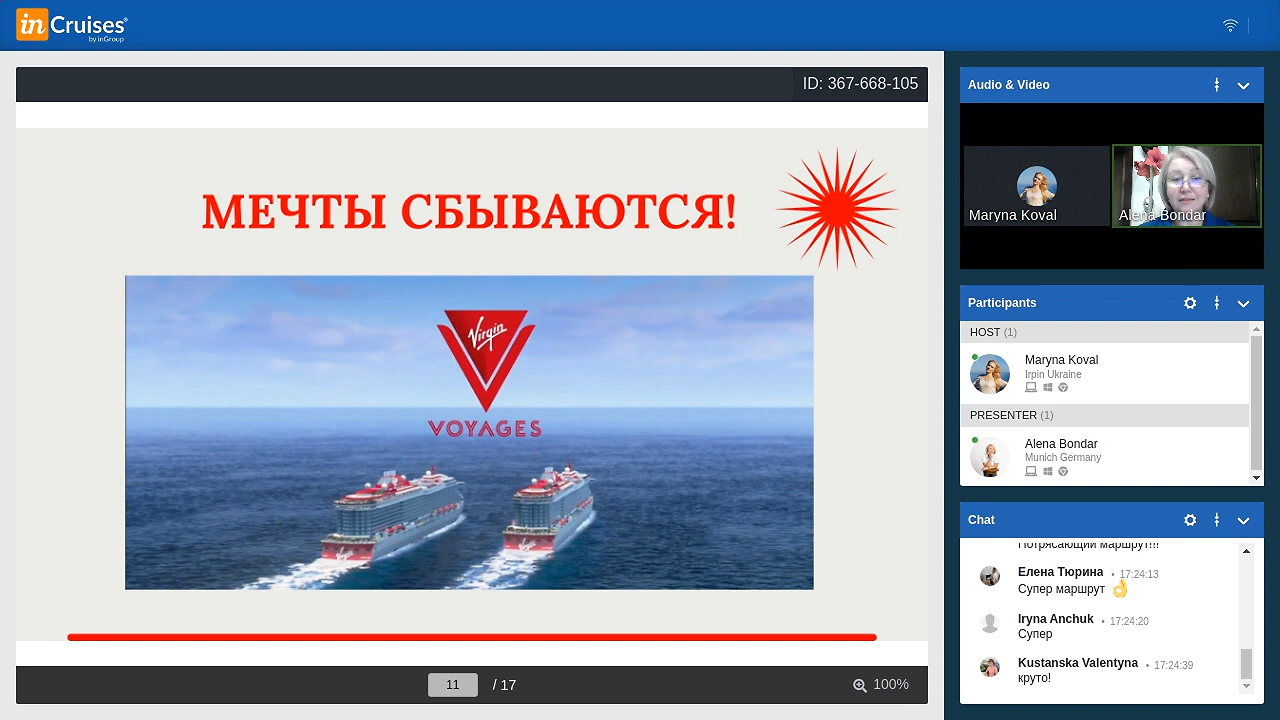 in Cruises®
by inGroup
ID: 367-668-105
МЕЧТЫ СБЫВАЮТСЯ!
Virgin
VOYAGES
11 / 17
100%
Audio & Video
Maryna Koval
Alena Bondar
Participants
HOST (1)
Maryna Koval
Irpin Ukraine
PRESENTER (1)
Alena Bondar
Munich Germany
Chat
Потрясающий маршрут!!!
Елена Тюрина • 17:24:13
Супер маршрут 👌
Iryna Anchuk • 17:24:20
Супер
Kustanska Valentyna • 17:24:39
круто!